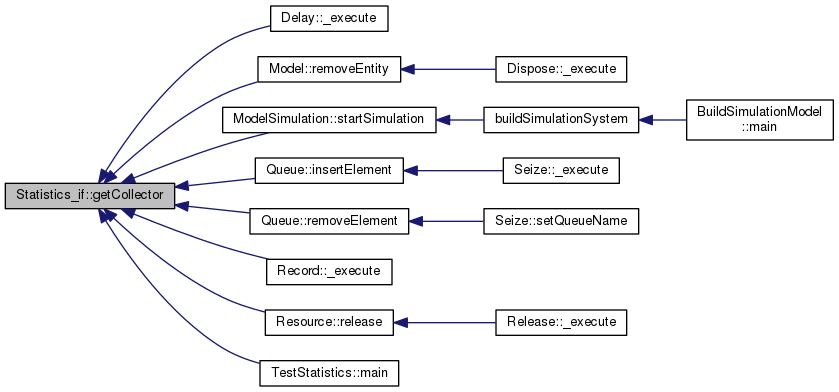 Delay::_execute
Model::removeEntity
Dispose::_execute
ModelSimulation::startSimulation
buildSimulationSystem
BuildSimulationModel
::main
Queue::insertElement
Seize::_execute
Statistics_if::getCollector
Queue::removeElement
Seize::setQueueName
Record::_execute
Resource::release
Release::_execute
TestStatistics::main